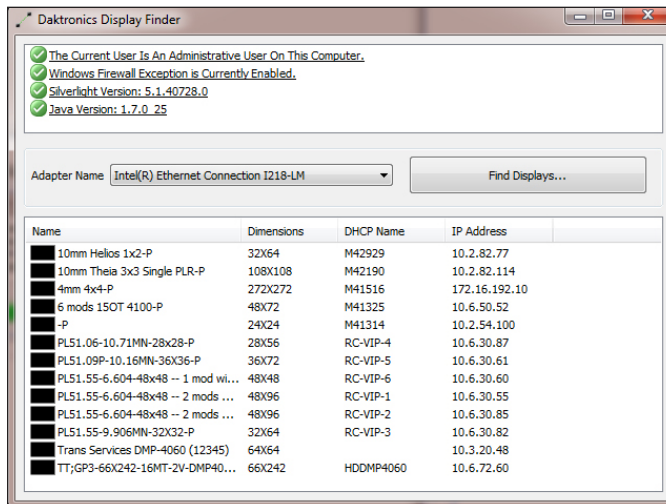 Daktronics Display Finder
The Current User Is An Administrative User On This Computer.
Windows Firewall Exception is Currently Enabled.
Silverlight Version: 5.1.40728.0
Java Version: 1.7.0_25
Adapter Name Intel(R) Ethernet Connection I218-LM Find Displays...
Name Dimensions DHCP Name IP Address
10mm Helios 1x2-P 32X64 M42929 10.2.82.77
10mm Theia 3x3 Single PLR-P 108X108 M42190 10.2.82.114
4mm 4x4-P 272X272 M41516 172.16.192.10
6 mods 15OT 4100-P 48X72 M41325 10.6.50.52
-P 24X24 M41314 10.2.54.100
PL51.06-10.71MN-28x28-P 28X56 RC-VIP-4 10.6.30.87
PL51.09P-10.16MN-36X36-P 36X72 RC-VIP-5 10.6.30.61
PL51.55-6.604-48x48 -- 1 mod wi... 48X48 RC-VIP-6 10.6.30.60
PL51.55-6.604-48x48 -- 2 mods ... 48X96 RC-VIP-1 10.6.30.55
PL51.55-6.604-48x48 -- 2 mods ... 48X96 RC-VIP-2 10.6.30.85
PL51.55-9.906MN-32X32-P 32X64 RC-VIP-3 10.6.30.82
Trans Services DMP-4060 (12345) 64X64 10.3.20.48
TT;GP3-66X242-16MT-2V-DMP40... 66X242 HDDMP4060 10.6.72.60